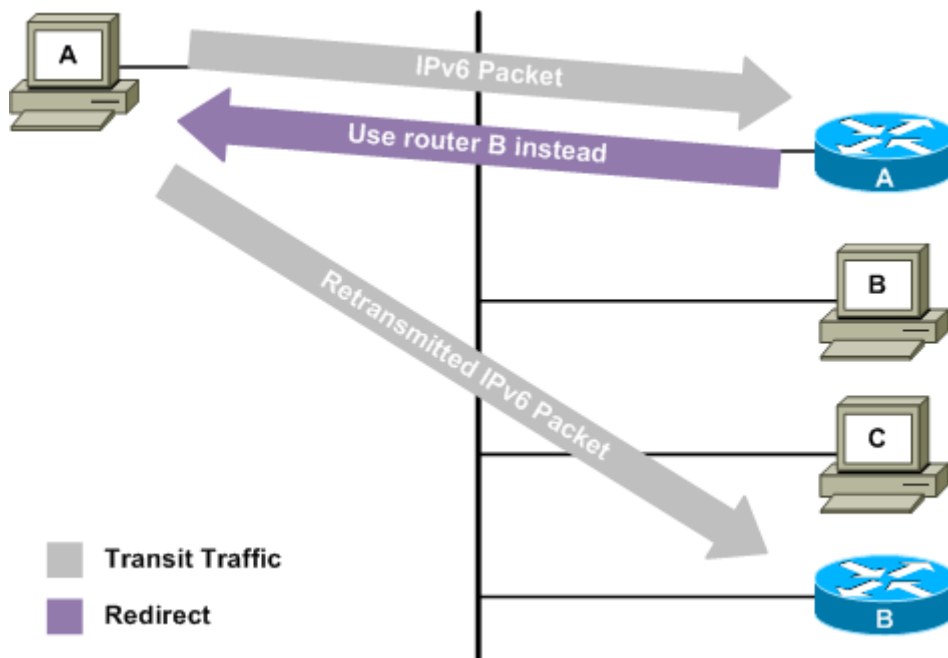 A
IPv6 Packet
Use router B instead
A
Retransmitted IPv6 Packet
B
C
Transit Traffic
Redirect
B